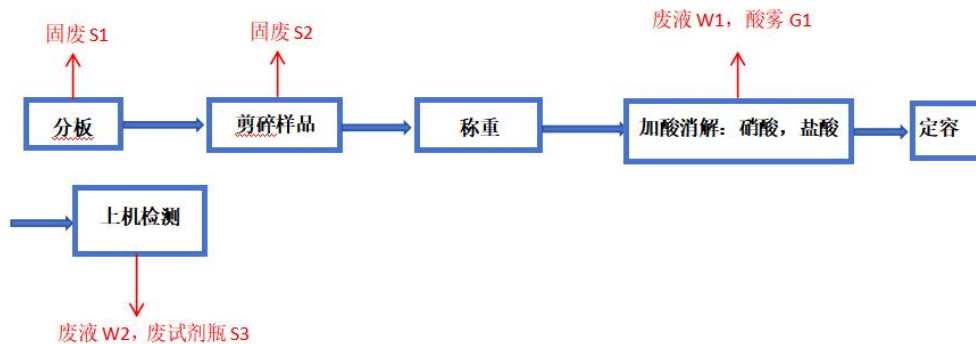 固废 S1
固废 S2
废液 W1，酸雾 G1
分板
剪碎样品
称重
加酸消解：硝酸，盐酸
定容
上机检测
废液 W2，废试剂瓶 S3